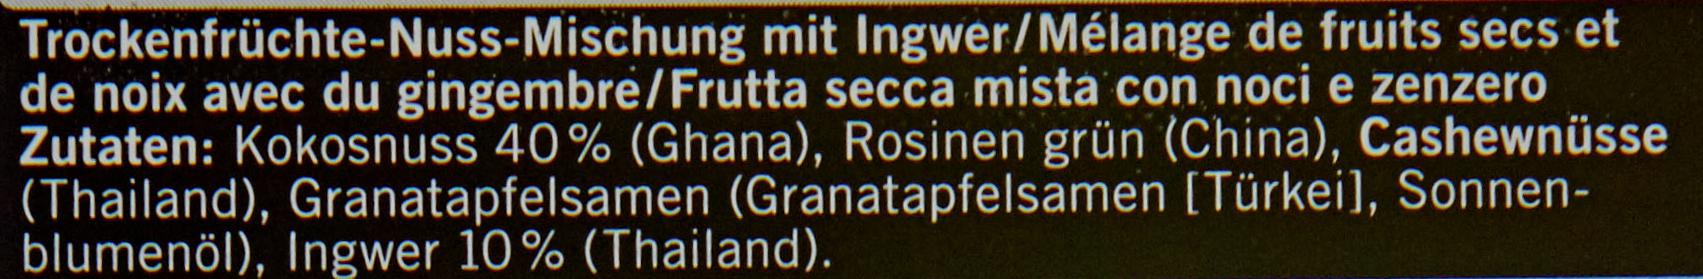 Trockenfrüchte-Nuss-Mischung mit Ingwer/Mélange de fruits secs et
de noix avec du gingembre/Frutta secca mista con noci e zenzero
Zutaten: Kokosnuss 40% (Ghana), Rosinen grün (China), Cashewnüsse
(Thailand), Granatapfelsamen (Granatapfelsamen [Türkei], Sonnen-
blumenöl), Ingwer 10% (Thailand).